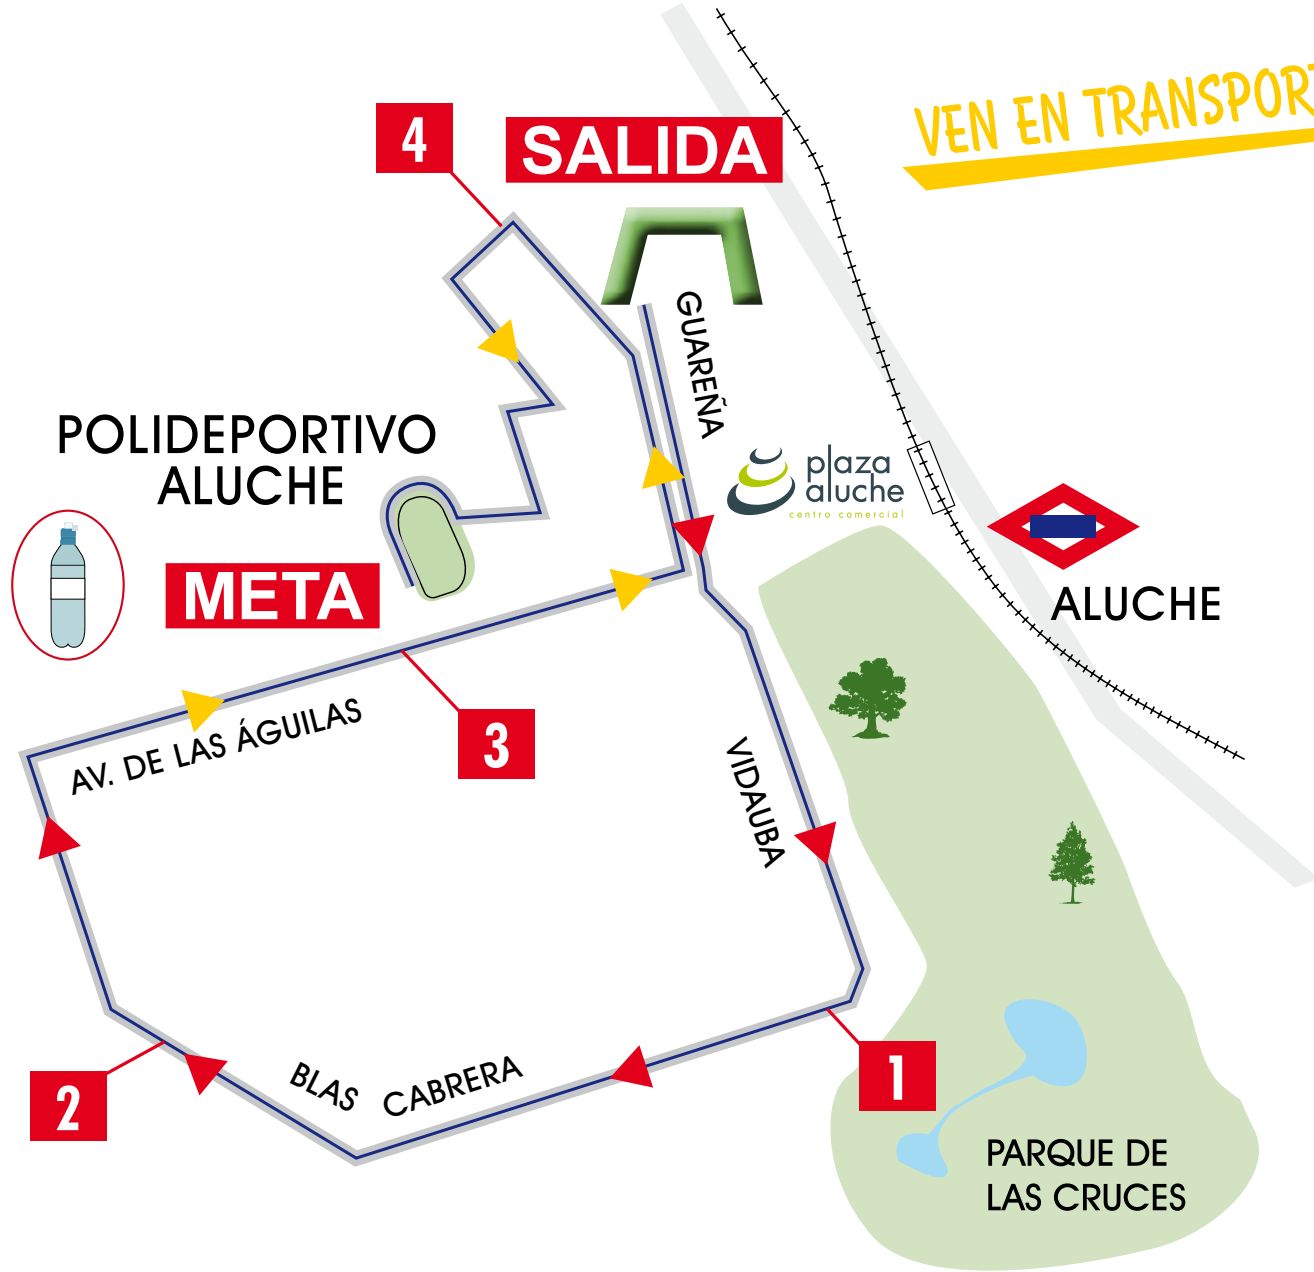 VEN EN TRANSPORT
4
SALIDA
GUAREÑA
POLIDEPORTIVO
ALUCHE
plaza
aluche
centro comercial
META
ALUCHE
AV. DE LAS ÁGUILAS
3
VIDAUBA
BLAS CABRERA
1
2
PARQUE DE
LAS CRUCES